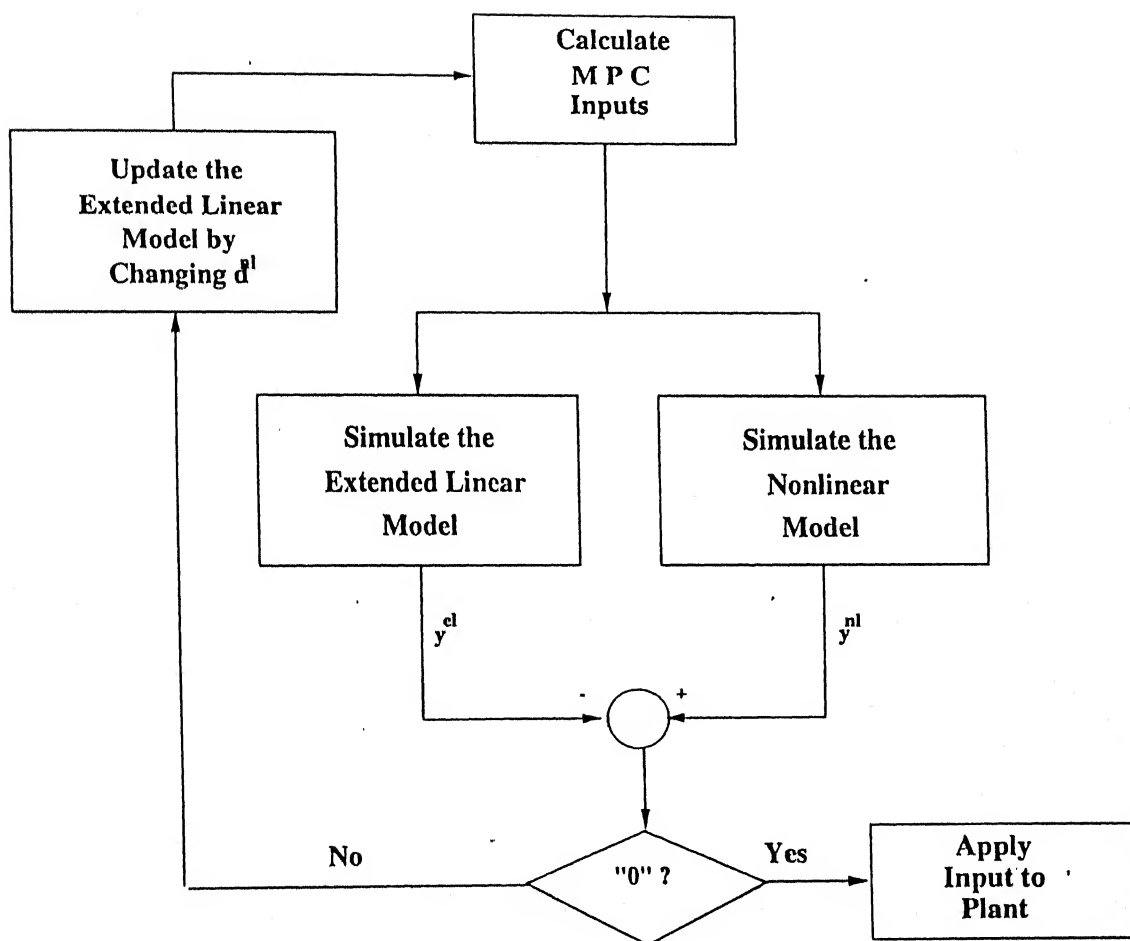 Calculate
M P C
Inputs
Update the
Extended Linear
Model by
Changing d^nl
Simulate the
Extended Linear
Model
Simulate the
Nonlinear
Model
y^el
y^nl
-
+
No
"0" ?
Yes
Apply
Input to
Plant